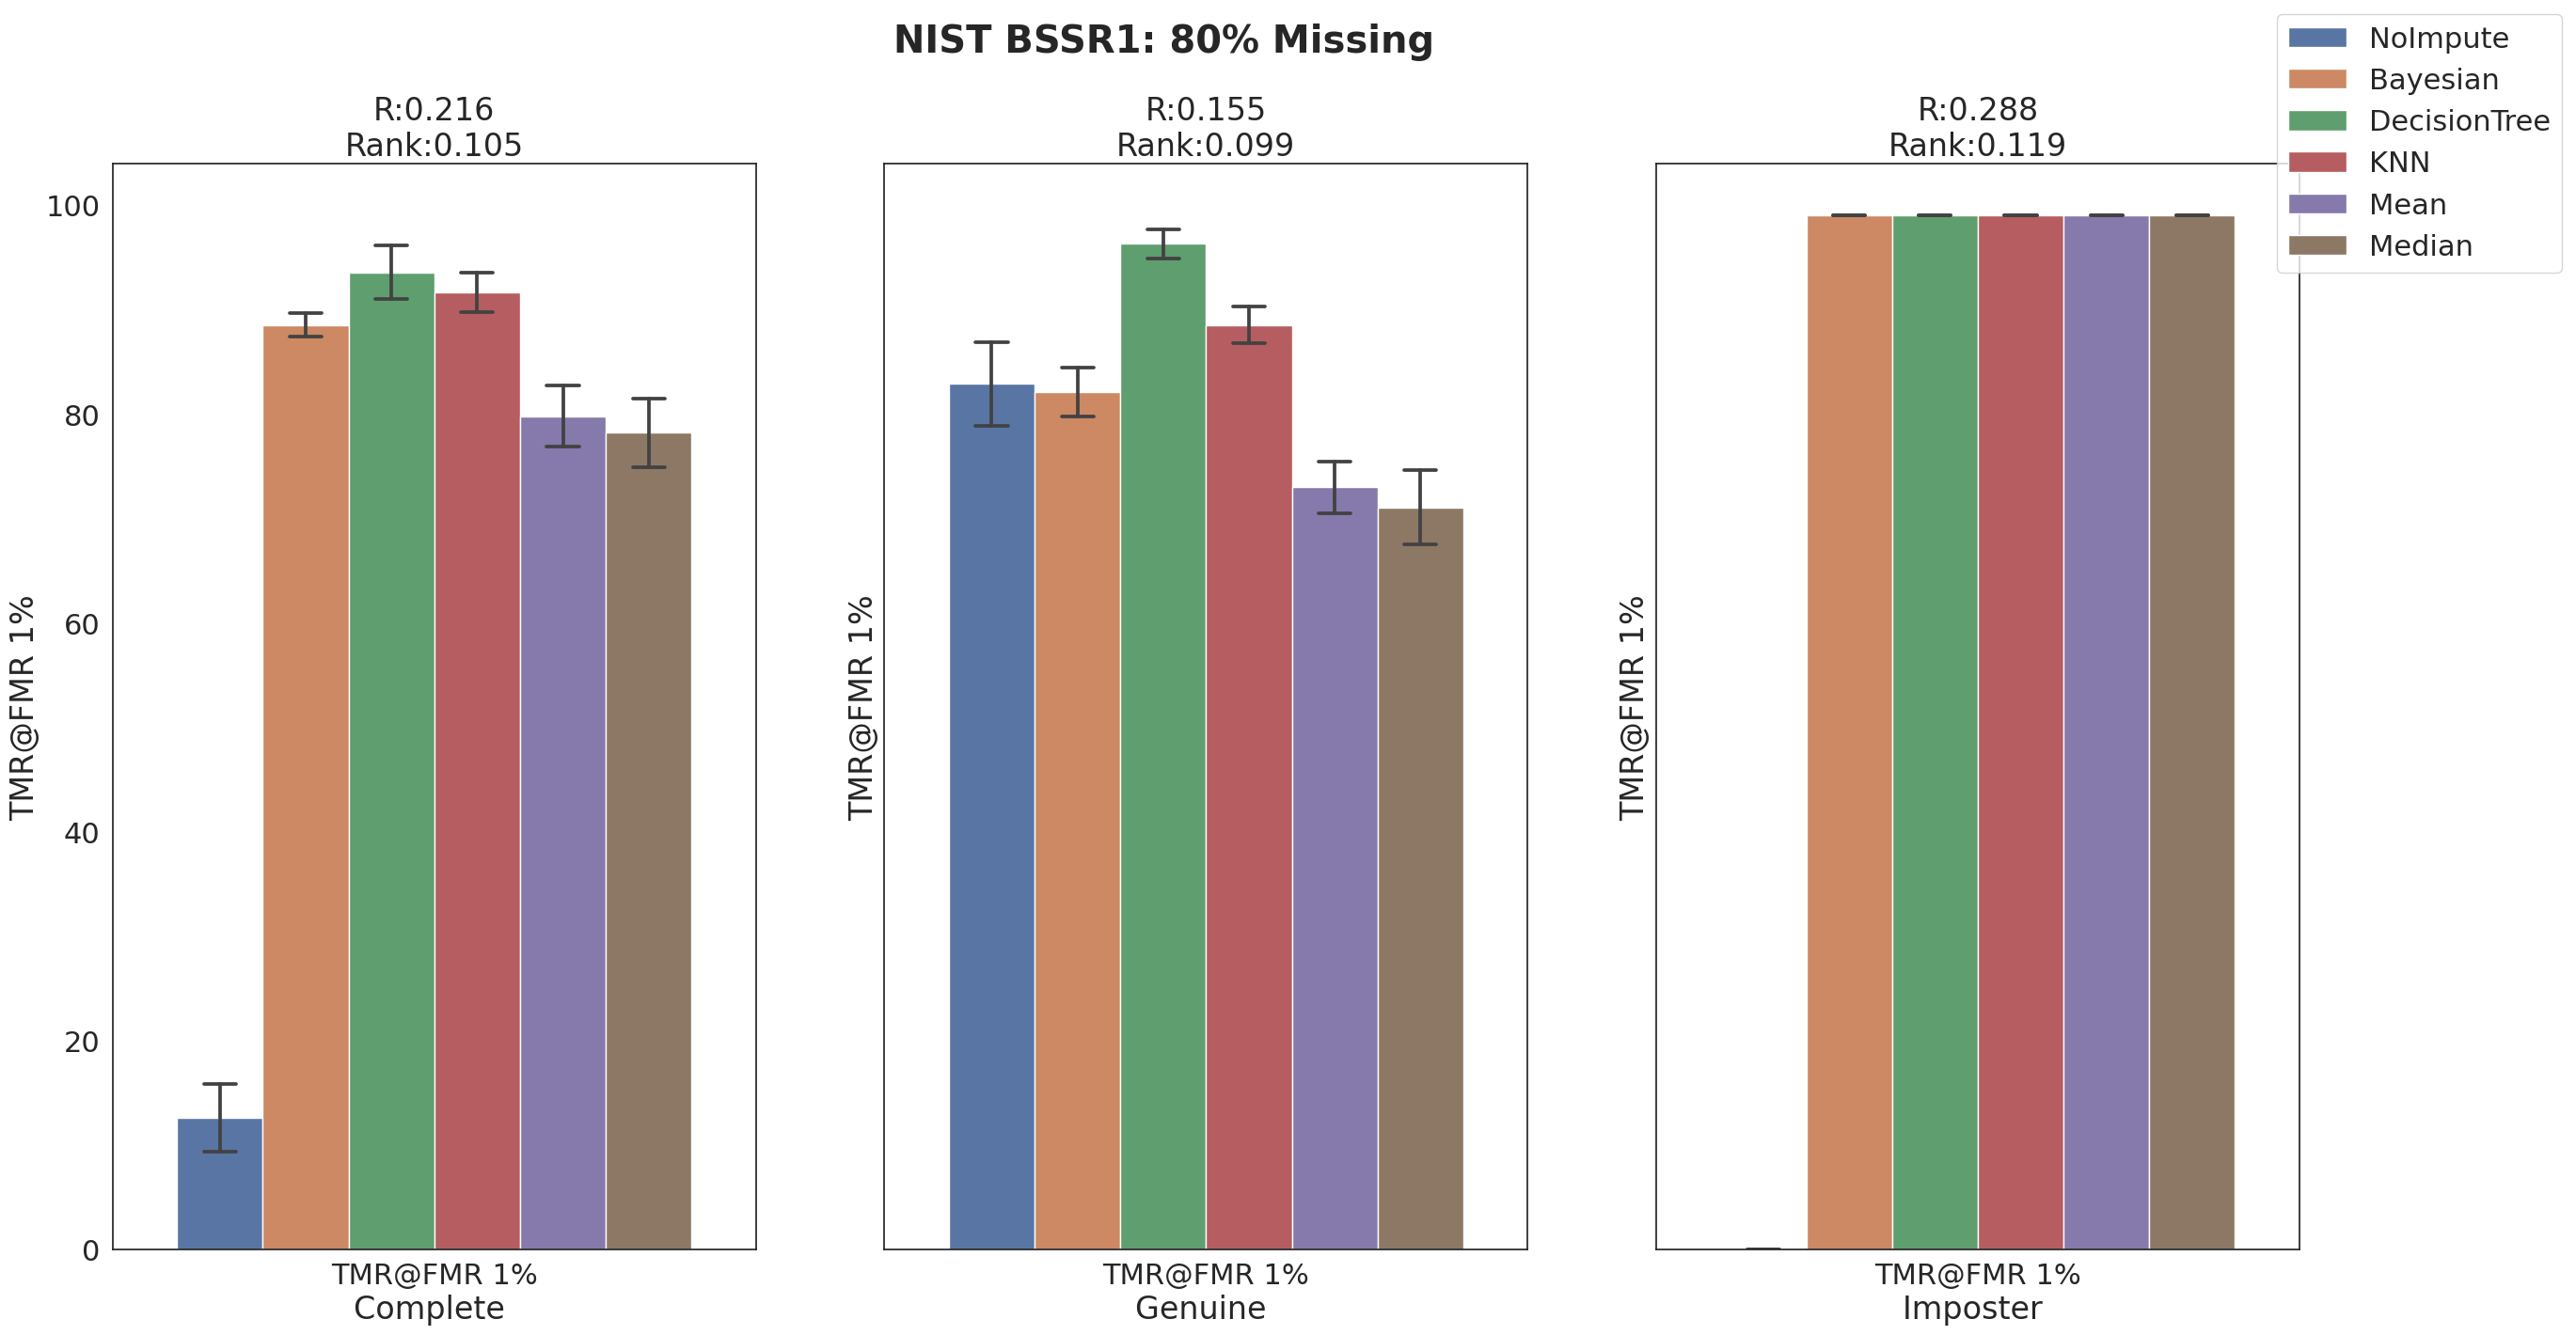 NIST BSSR1: 80% Missing
NoImpute
Bayesian
DecisionTree
KNN
Mean
Median
R:0.216
Rank:0.105
R:0.155
Rank:0.099
R:0.288
Rank:0.119
TMR@FMR 1%
100
80
60
40
20
0
TMR@FMR 1%
Complete
TMR@FMR 1%
TMR@FMR 1%
Genuine
TMR@FMR 1%
TMR@FMR 1%
Imposter